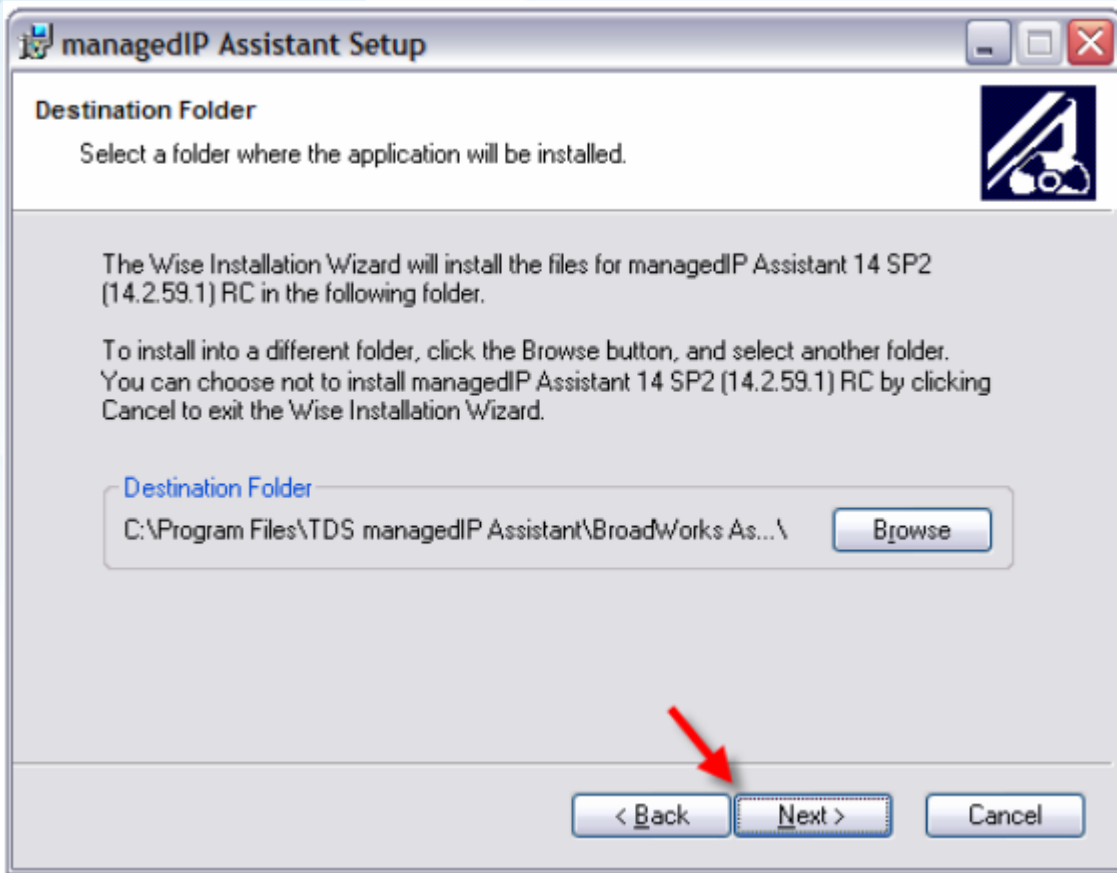 managedIP Assistant Setup
Destination Folder
Select a folder where the application will be installed.
The Wise Installation Wizard will install the files for managedIP Assistant 14 SP2
(14.2.59.1) RC in the following folder.
To install into a different folder, click the Browse button, and select another folder.
You can choose not to install managedIP Assistant 14 SP2 (14.2.59.1) RC by clicking
Cancel to exit the Wise Installation Wizard.
Destination Folder
C:\Program Files\TDS managedIP Assistant\BroadWorks As...\
Browse
< Back
Next >
Cancel